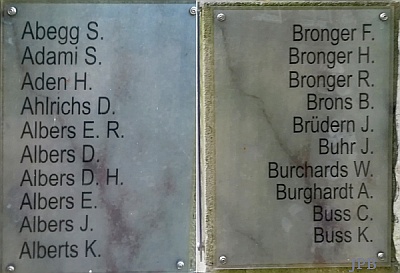 Abegg S.
Adami S.
Aden H.
Ahlrichs D.
Albers E. R.
Albers D.
Albers D. H.
Albers E.
Albers J.
Alberts K.
Bronger F.
Bronger H.
Bronger R.
Brons B.
Brüdern J.
Buhr J.
Burchards W.
Burghardt A.
Buss C.
Buss K.
JPB